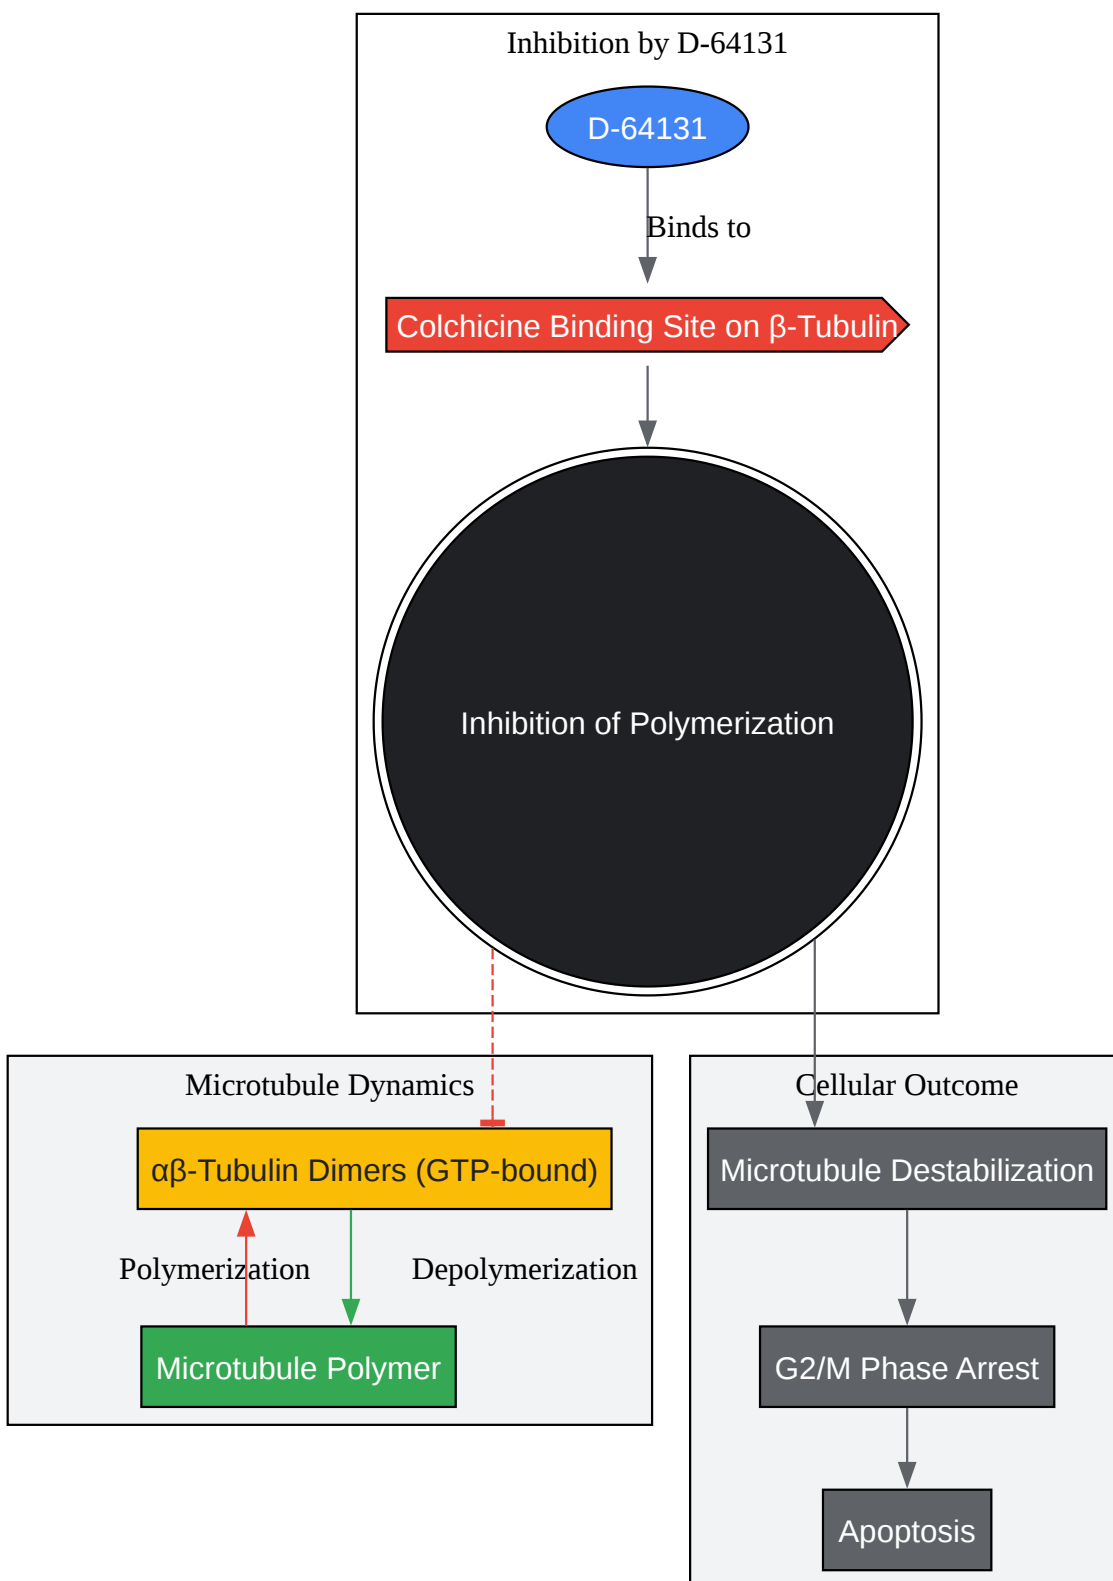 Inhibition by D-64131
D-64131
Binds to
Colchicine Binding Site on β-Tubulin
Inhibition of Polymerization
Microtubule Dynamics
αβ-Tubulin Dimers (GTP-bound)
Polymerization
Depolymerization
Microtubule Polymer
Cellular Outcome
Microtubule Destabilization
G2/M Phase Arrest
Apoptosis